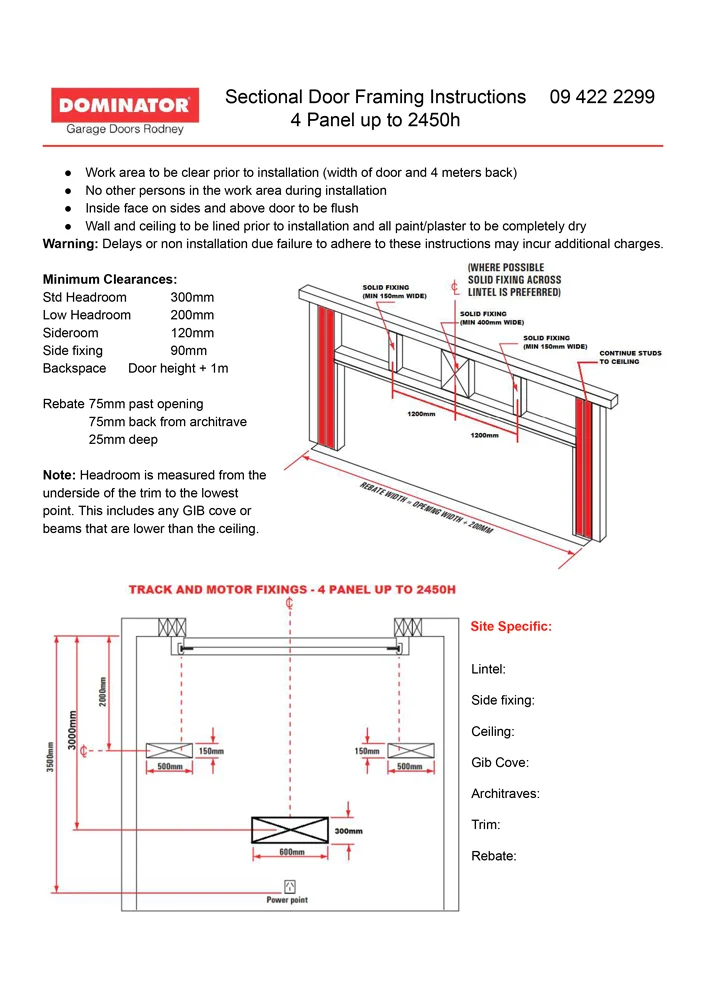 DOMINATOR®
Garage Doors Rodney
Sectional Door Framing Instructions 09 422 2299
4 Panel up to 2450h
● Work area to be clear prior to installation (width of door and 4 meters back)
● No other persons in the work area during installation
● Inside face on sides and above door to be flush
● Wall and ceiling to be lined prior to installation and all paint/plaster to be completely dry
Warning: Delays or non installation due failure to adhere to these instructions may incur additional charges.
Minimum Clearances:
Std Headroom 300mm
Low Headroom 200mm
Sideroom 120mm
Side fixing 90mm
Backspace Door height + 1m
Rebate 75mm past opening
75mm back from architrave
25mm deep
Note: Headroom is measured from the
underside of the trim to the lowest
point. This includes any GIB cove or
beams that are lower than the ceiling.
(WHERE POSSIBLE
SOLID FIXING ACROSS
LINTEL IS PREFERRED)
℄
SOLID FIXING
(MIN 150mm WIDE)
SOLID FIXING
(MIN 400mm WIDE)
SOLID FIXING
(MIN 150mm WIDE)
CONTINUE STUDS
TO CEILING
1200mm
1200mm
REBATE WIDTH = OPENING WIDTH + 200MM
TRACK AND MOTOR FIXINGS - 4 PANEL UP TO 2450H
℄
2000mm
3000mm
3500mm
℄
150mm
500mm
150mm
500mm
300mm
600mm
Power point
Site Specific:
Lintel:
Side fixing:
Ceiling:
Gib Cove:
Architraves:
Trim:
Rebate: